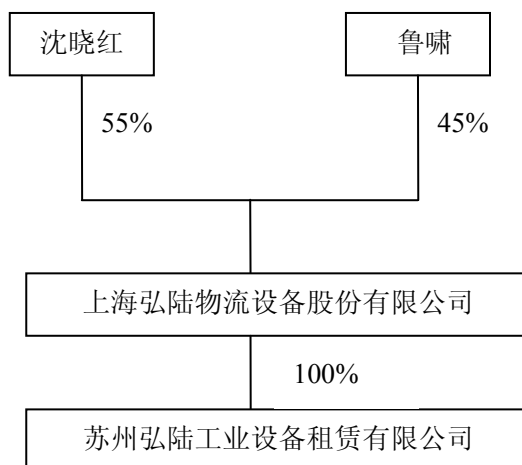 沈晓红
鲁啸
55%
45%
上海弘陆物流设备股份有限公司
100%
苏州弘陆工业设备租赁有限公司